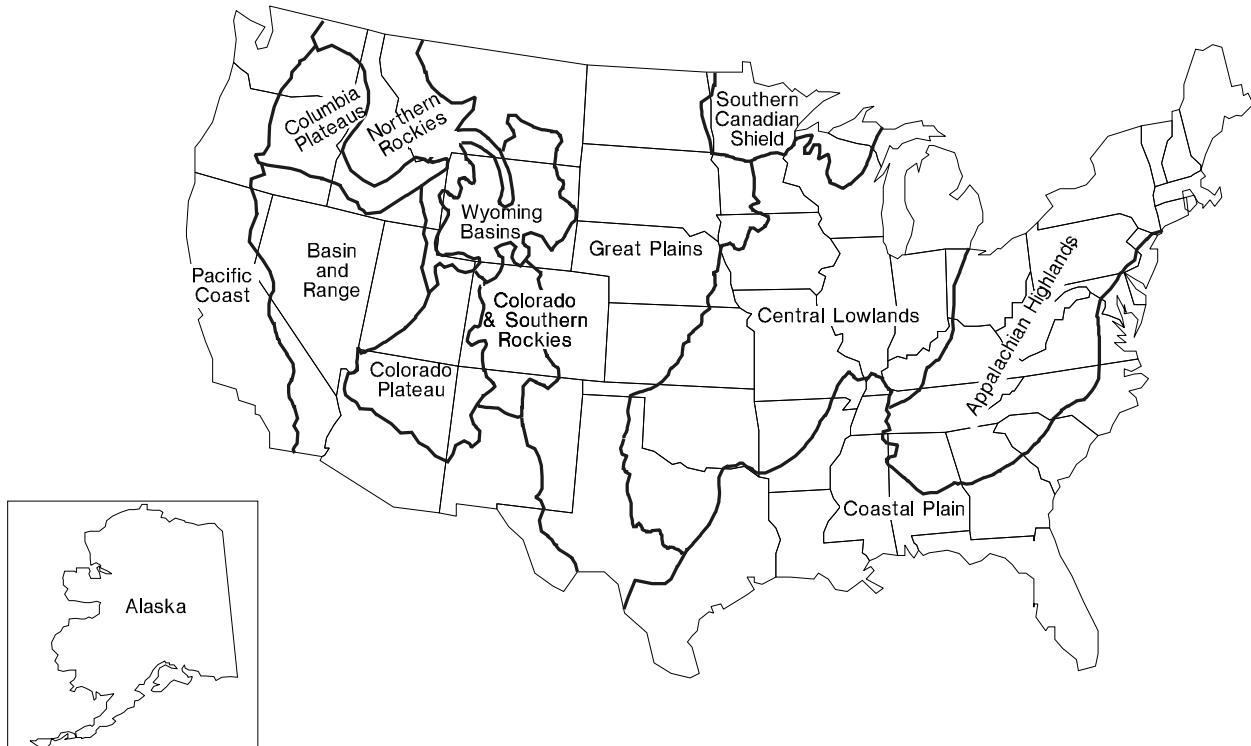 Columbia
Plateaus
Northern
Rockies
Southern
Canadian
Shield
Wyoming
Basins
Great Plains
Basin
and
Range
Pacific
Coast
Colorado
& Southern
Rockies
Central Lowlands
Appalachian Highlands
Colorado
Plateau
Coastal Plain
Alaska